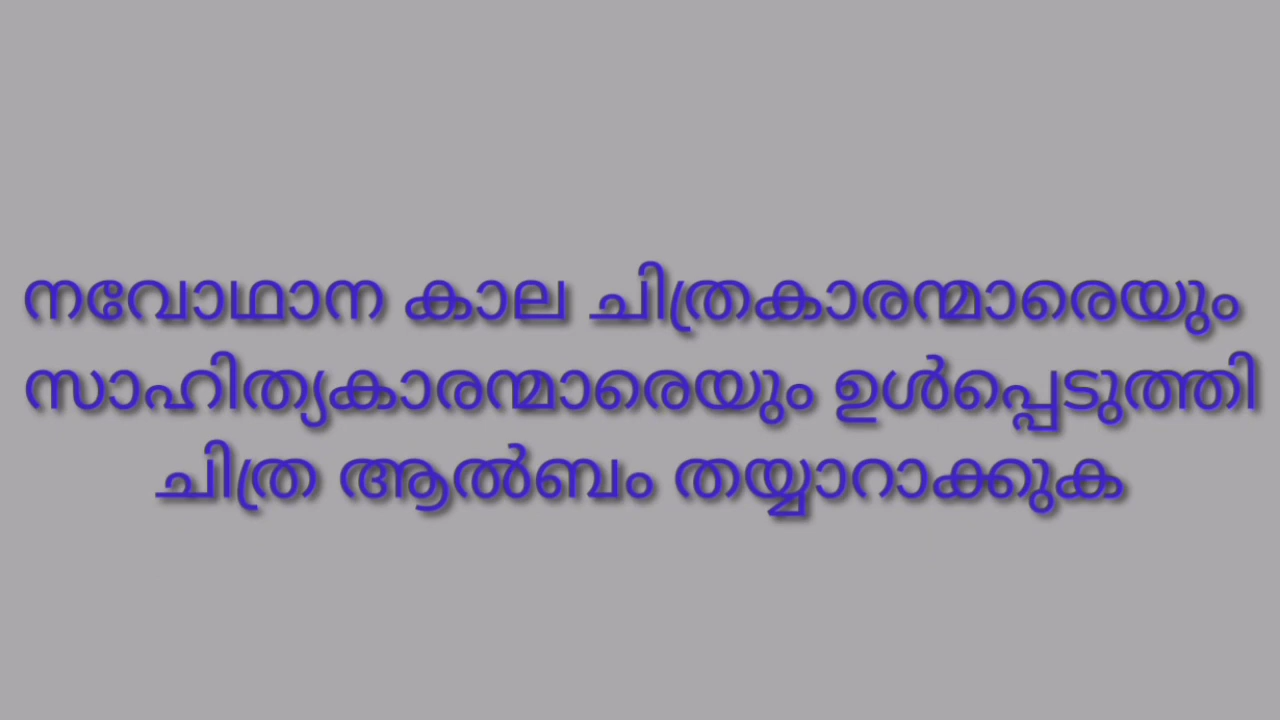 നവോഥാന കാല ചിത്രകാരന്മാരെയും
സാഹിത്യകാരന്മാരെയും ഉൾപ്പെടുത്തി
ചിത്ര ആൽബം തയ്യാറാക്കുക